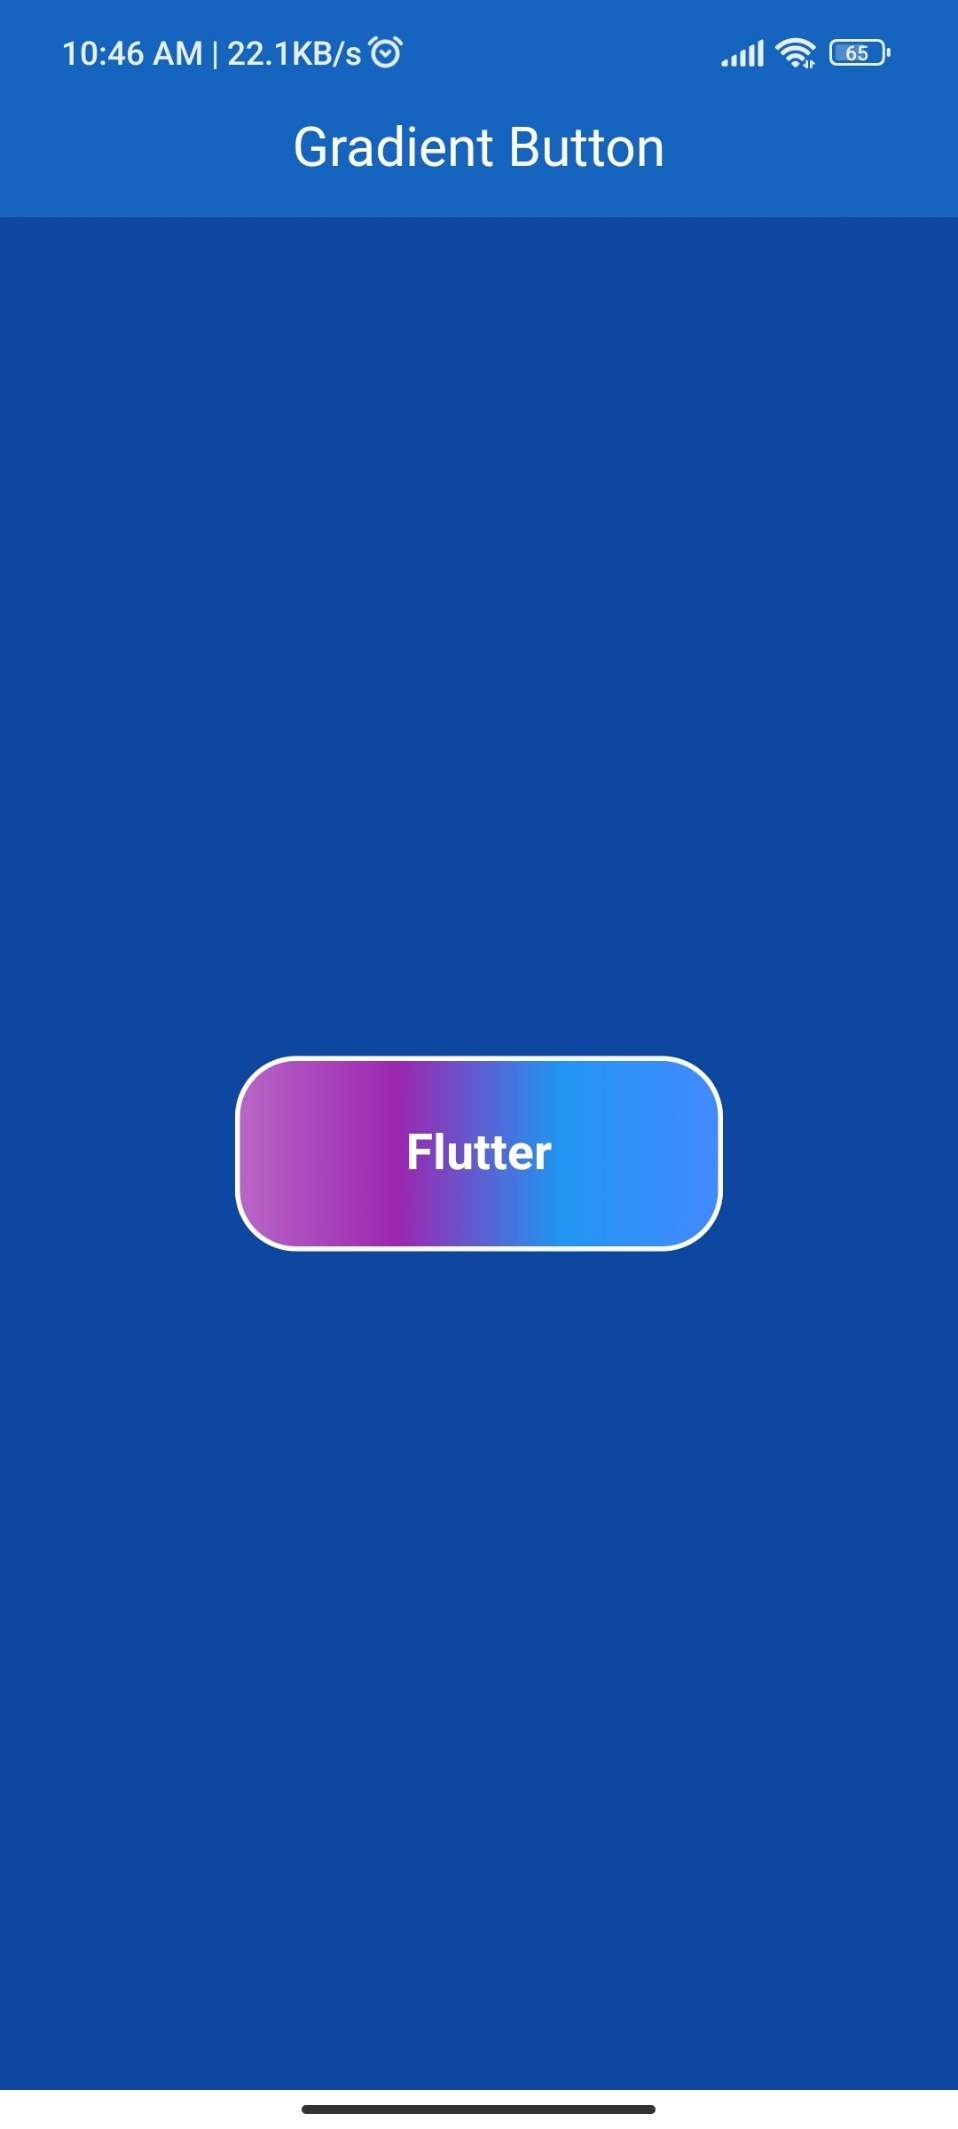 10:46 AM | 22.1KB/s
65
Gradient Button
Flutter